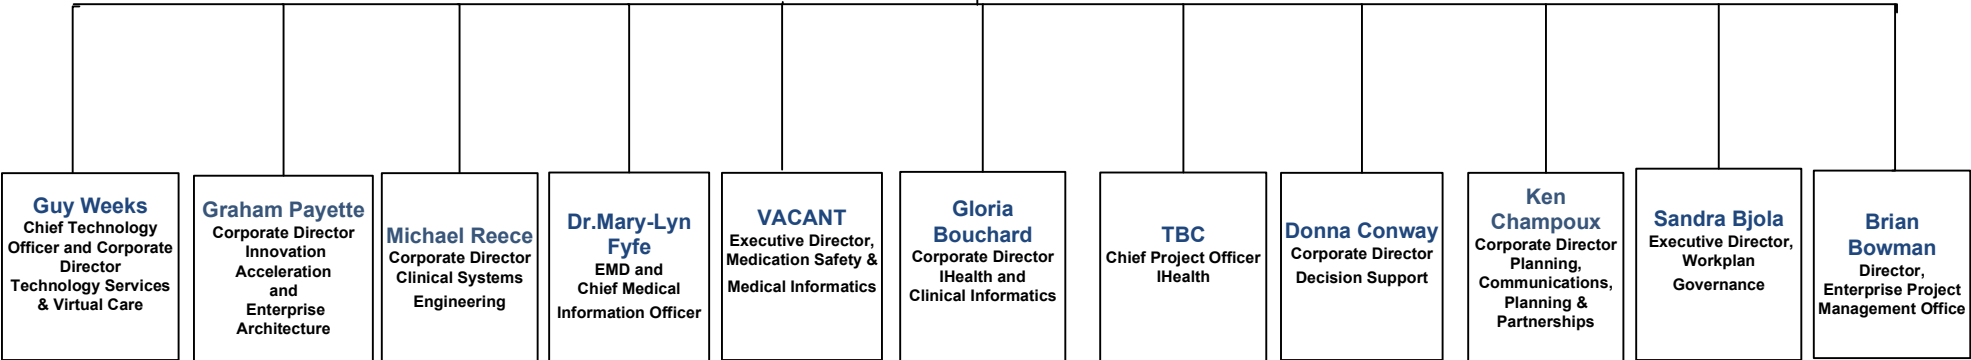 Guy Weeks
Chief Technology
Officer and Corporate
Director
Technology Services
& Virtual Care
Graham Payette
Corporate Director
Innovation
Acceleration
and
Enterprise
Architecture
Michael Reece
Corporate Director
Clinical Systems
Engineering
Dr.Mary-Lyn
Fyfe
EMD and
Chief Medical
Information Officer
VACANT
Executive Director,
Medication Safety &
Medical Informatics
Gloria
Bouchard
Corporate Director
IHealth and
Clinical Informatics
TBC
Chief Project Officer
IHealth
Donna Conway
Corporate Director
Decision Support
Ken
Champoux
Corporate Director
Planning,
Communications,
Planning &
Partnerships
Sandra Bjola
Executive Director,
Workplan
Governance
Brian
Bowman
Director,
Enterprise Project
Management Office